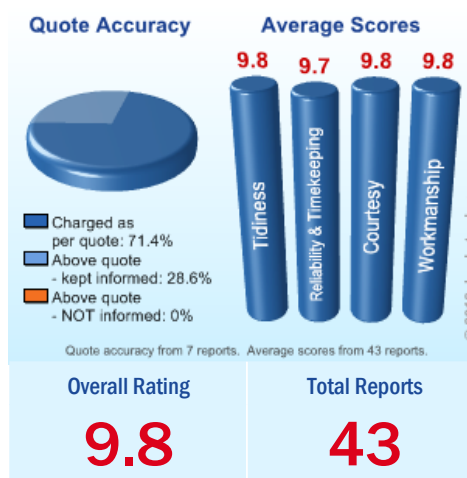 Quote Accuracy
Average Scores
9.8
9.7
9.8
9.8
Tidiness
Reliability & Timekeeping
Courtesy
Workmanship
Charged as
per quote: 71.4%
Above quote
- kept informed: 28.6%
Above quote
- NOT informed: 0%
Quote accuracy from 7 reports. Average scores from 43 reports.
Overall Rating
Total Reports
9.8
43